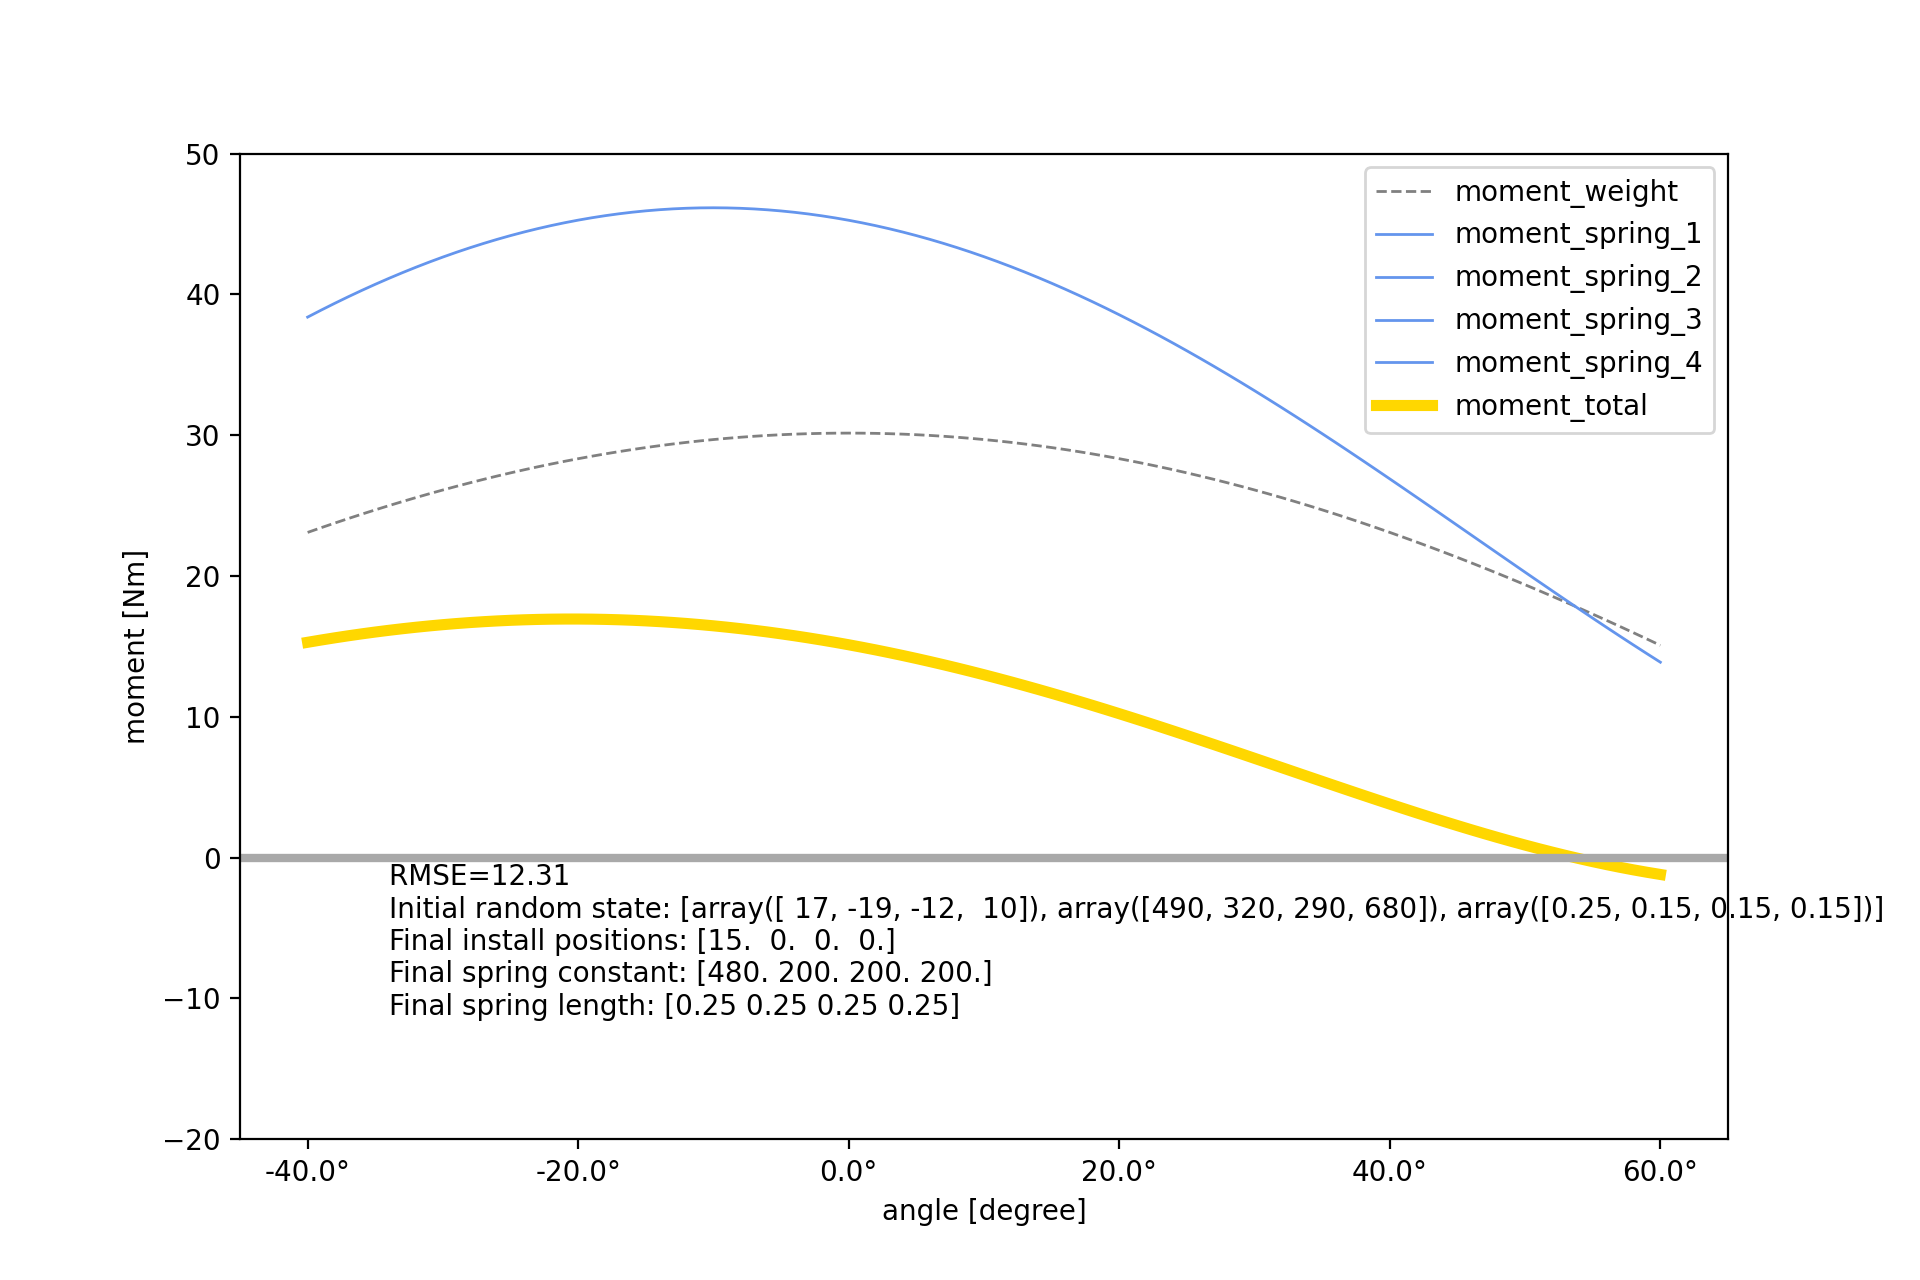 50
40
30
20
10
0
−10
−20
moment [Nm]
moment_weight
moment_spring_1
moment_spring_2
moment_spring_3
moment_spring_4
moment_total
RMSE=12.31
Initial random state: [array([ 17, -19, -12,  10]), array([490, 320, 290, 680]), array([0.25, 0.15, 0.15, 0.15])]
Final install positions: [15.  0.  0.  0.]
Final spring constant: [480. 200. 200. 200.]
Final spring length: [0.25 0.25 0.25 0.25]
-40.0° -20.0° 0.0° 20.0° 40.0° 60.0°
angle [degree]